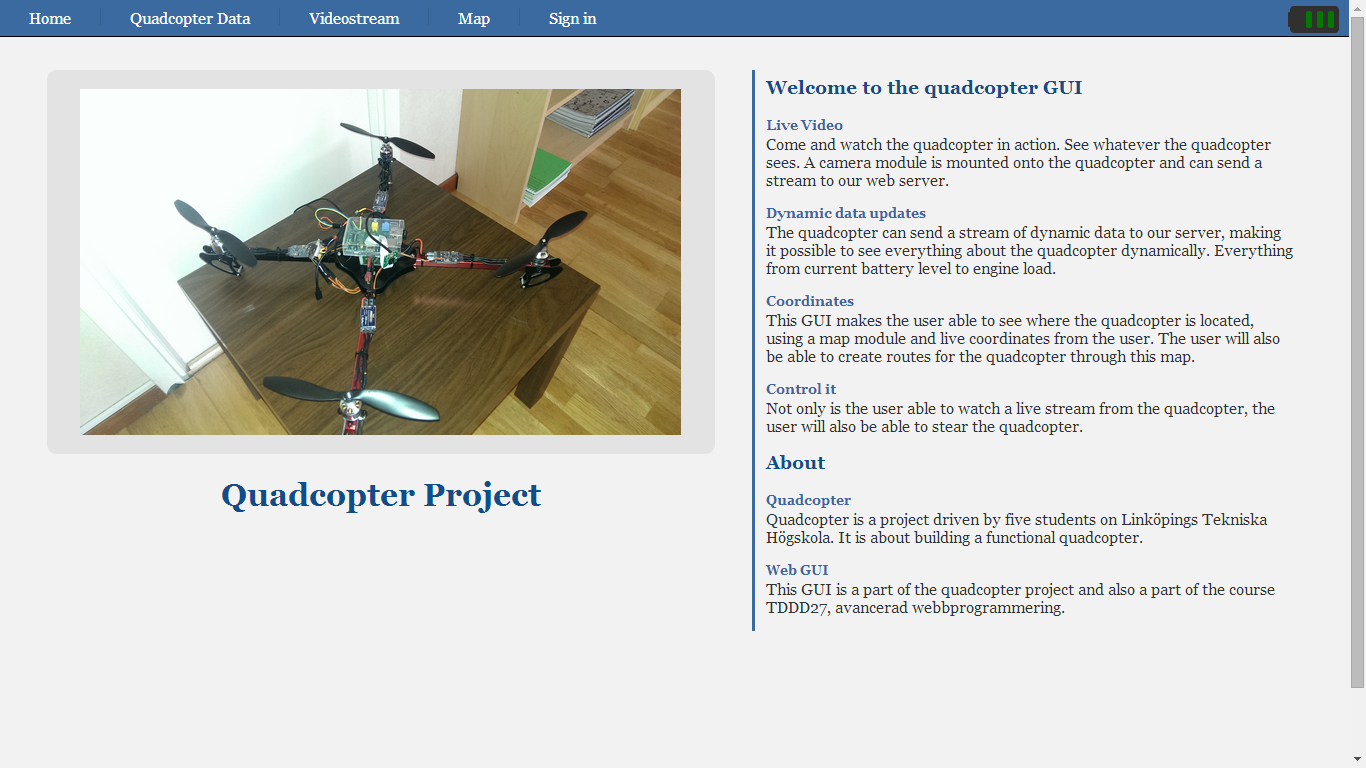 Home
Quadcopter Data
Videostream
Map
Sign in
Quadcopter Project
Welcome to the quadcopter GUI
Live Video
Come and watch the quadcopter in action. See whatever the quadcopter
sees. A camera module is mounted onto the quadcopter and can send a
stream to our web server.
Dynamic data updates
The quadcopter can send a stream of dynamic data to our server, making
it possible to see everything about the quadcopter dynamically. Everything
from current battery level to engine load.
Coordinates
This GUI makes the user able to see where the quadcopter is located,
using a map module and live coordinates from the user. The user will also
be able to create routes for the quadcopter through this map.
Control it
Not only is the user able to watch a live stream from the quadcopter, the
user will also be able to stear the quadcopter.
About
Quadcopter
Quadcopter is a project driven by five students on Linköpings Tekniska
Högskola. It is about building a functional quadcopter.
Web GUI
This GUI is a part of the quadcopter project and also a part of the course
TDDD27, avancerad webbprogrammering.